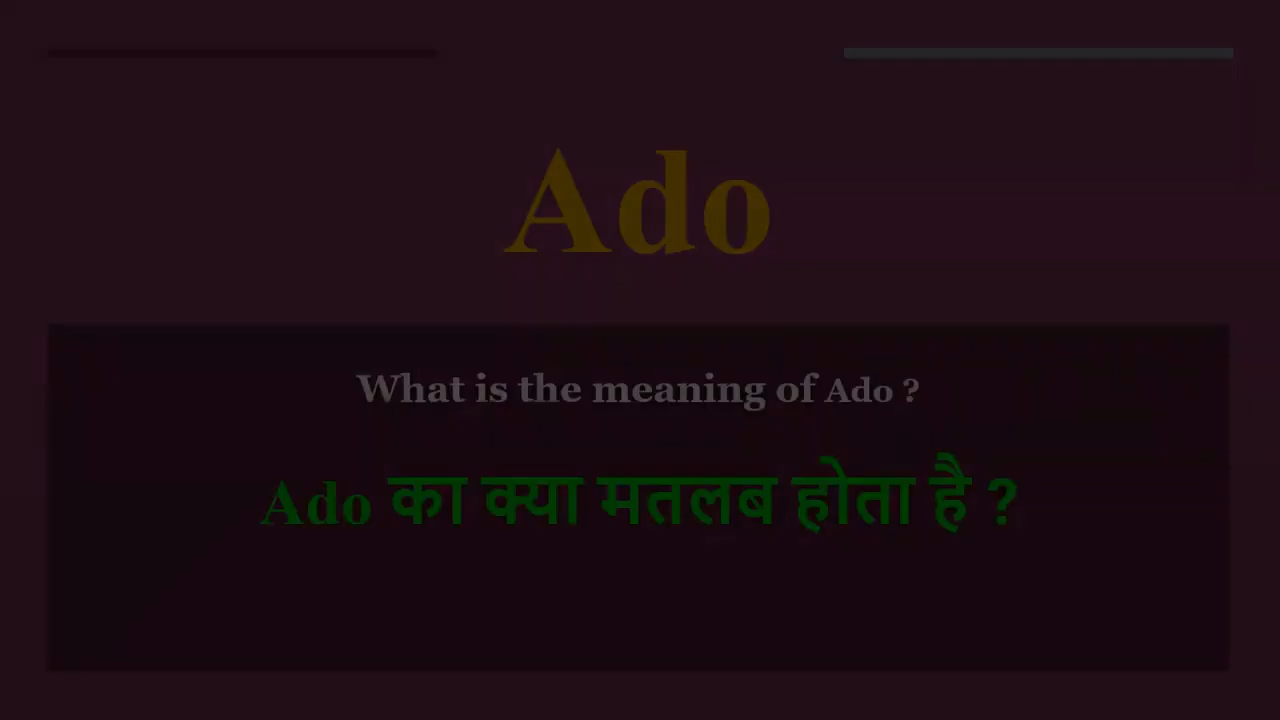 Ado
What is the meaning of Ado ?
Ado का क्या मतलब होता है ?